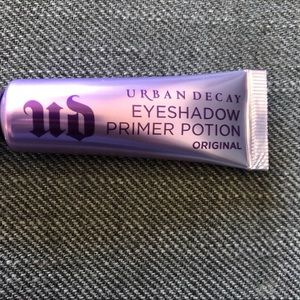 UD
URBAN DECAY
EYESHADOW
PRIMER POTION
ORIGINAL